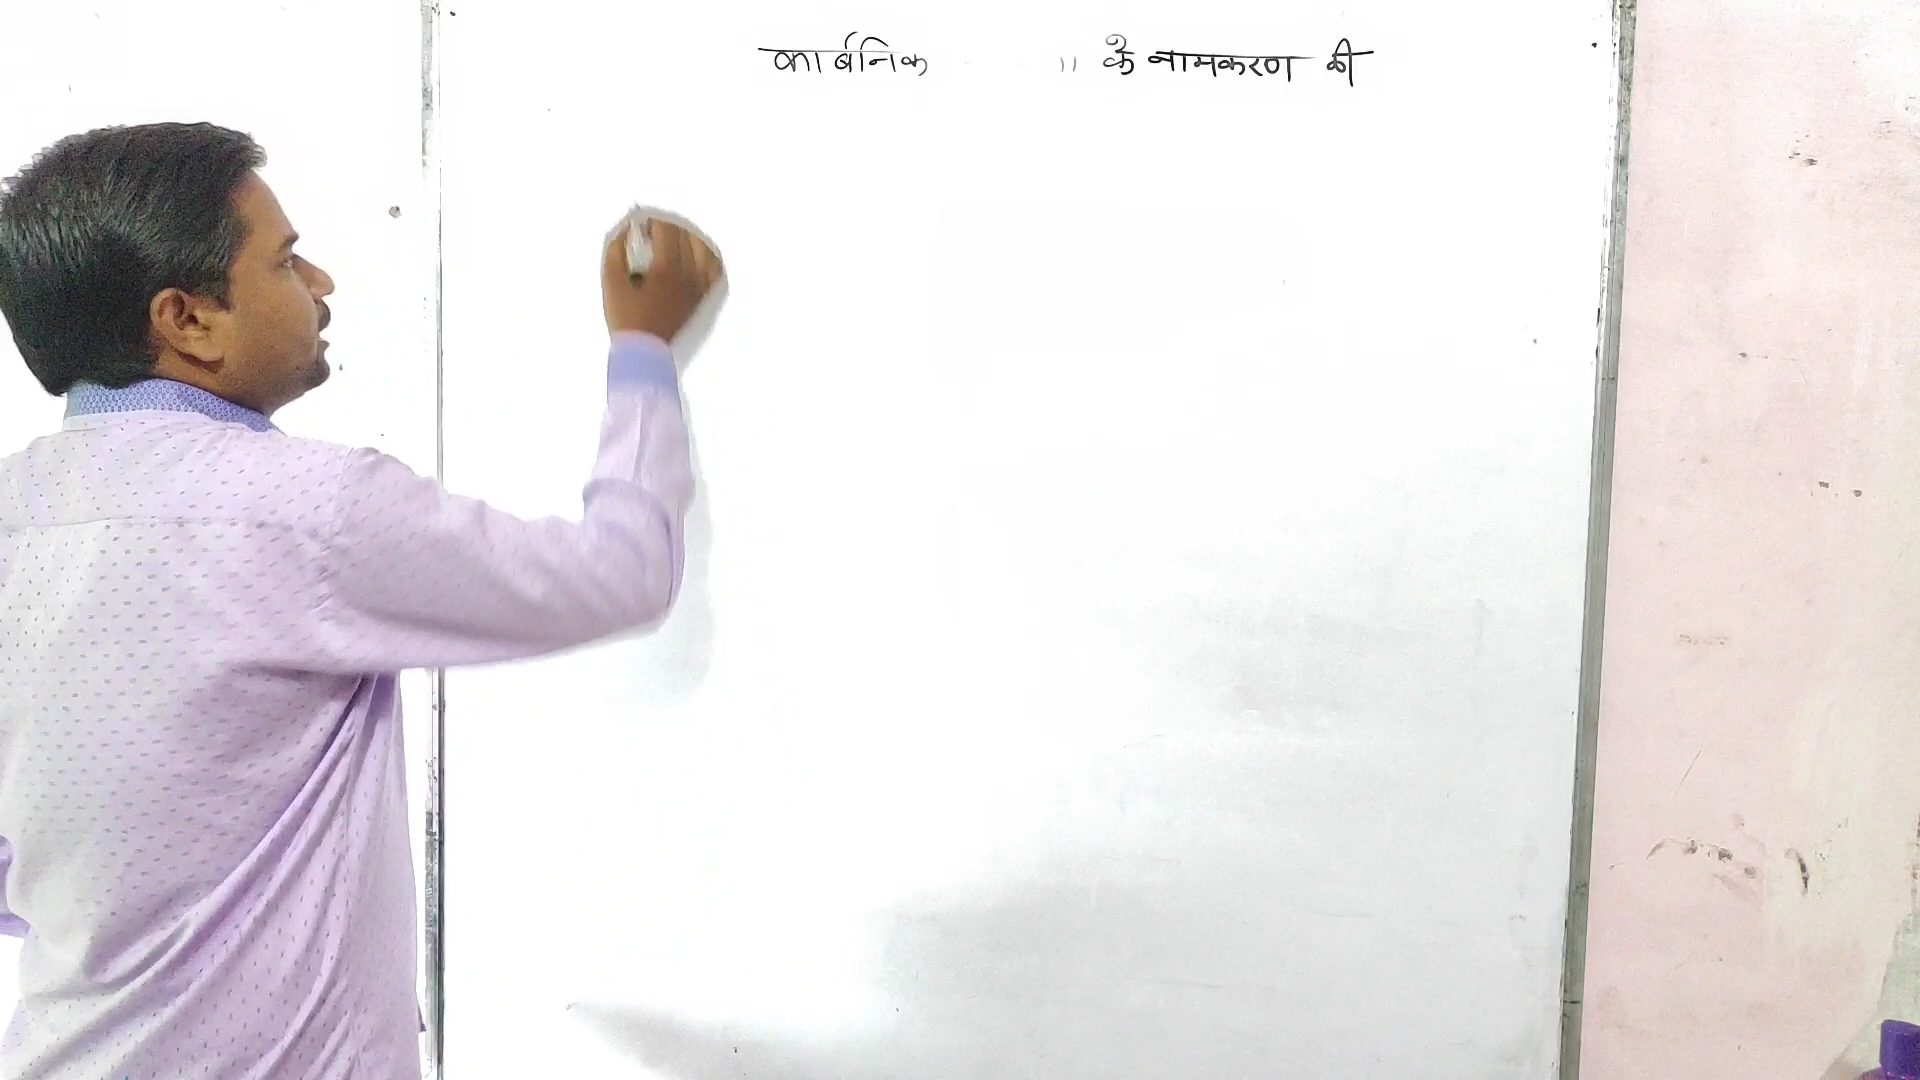 कार्बनिक के नामकरण की